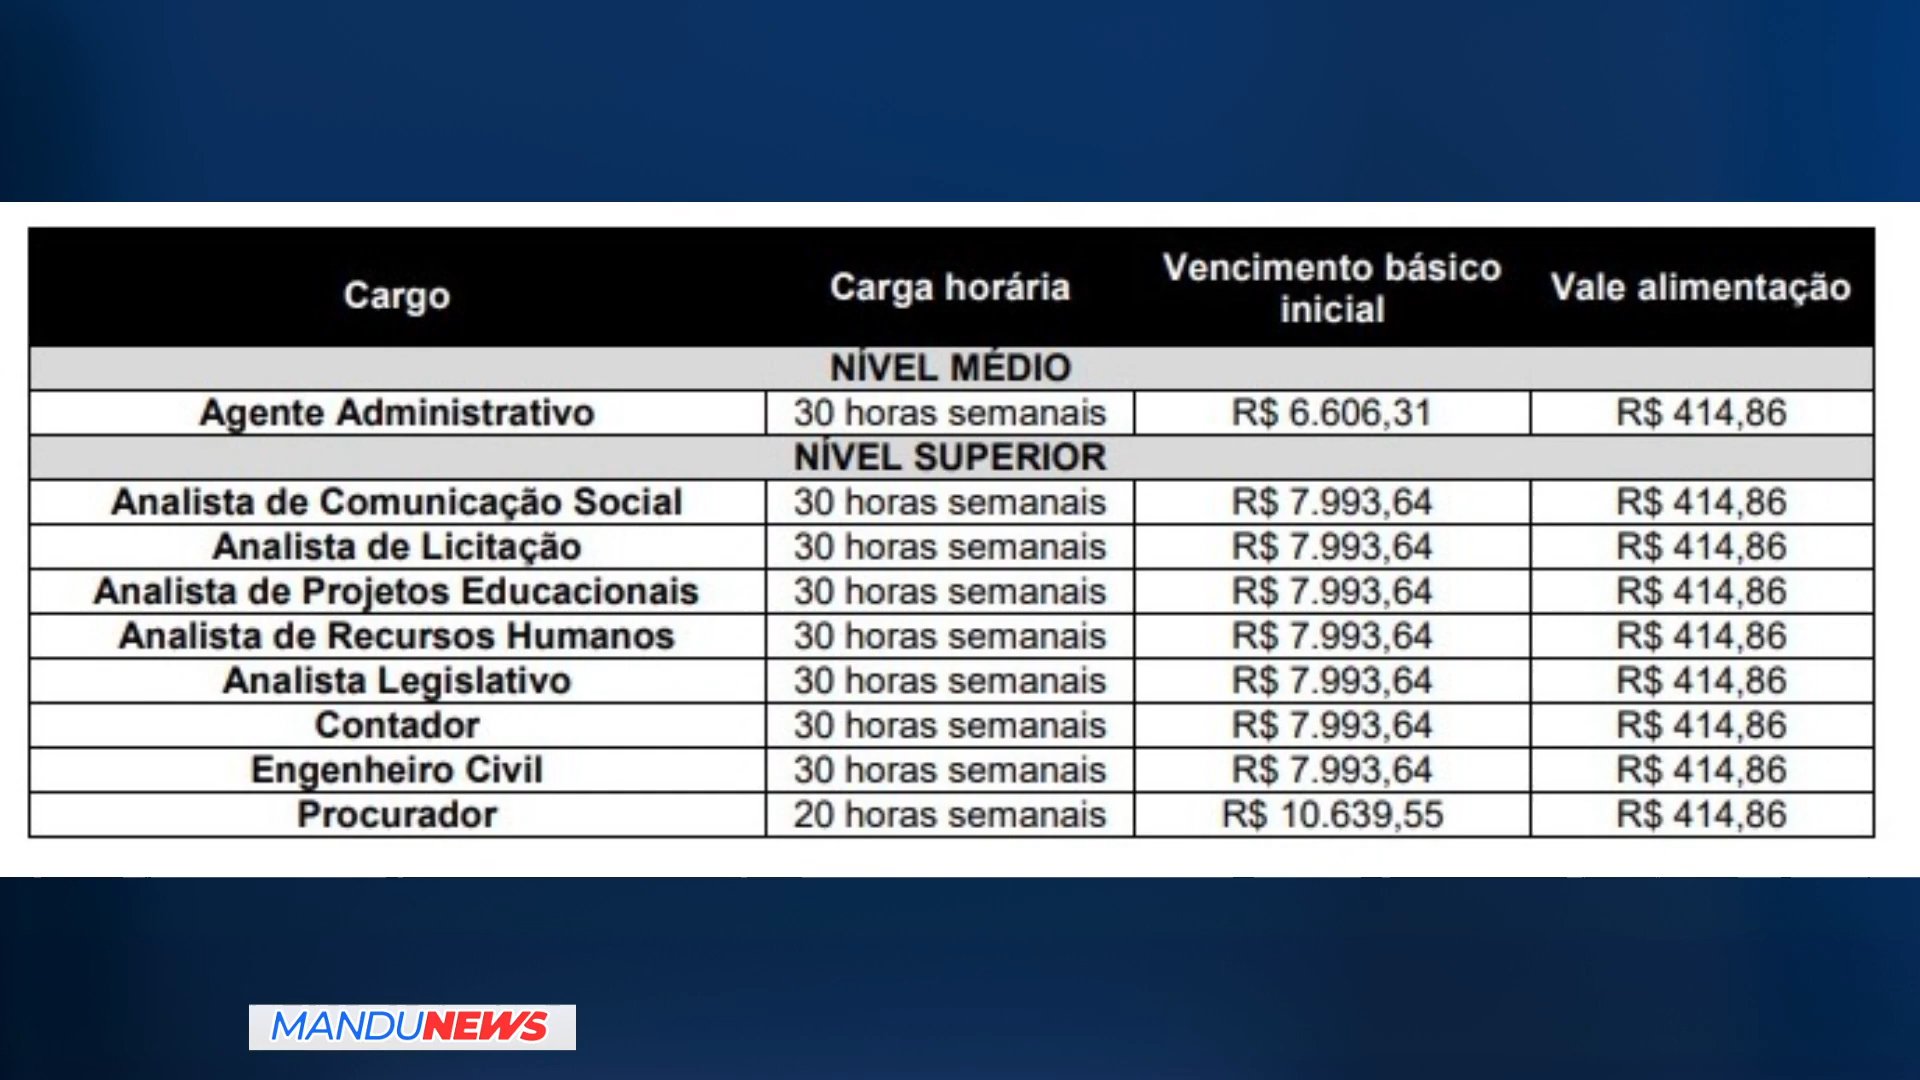 Cargo Carga horária Vencimento básico inicial Vale alimentação
NÍVEL MÉDIO
Agente Administrativo 30 horas semanais R$ 6.606,31 R$ 414,86
NÍVEL SUPERIOR
Analista de Comunicação Social 30 horas semanais R$ 7.993,64 R$ 414,86
Analista de Licitação 30 horas semanais R$ 7.993,64 R$ 414,86
Analista de Projetos Educacionais 30 horas semanais R$ 7.993,64 R$ 414,86
Analista de Recursos Humanos 30 horas semanais R$ 7.993,64 R$ 414,86
Analista Legislativo 30 horas semanais R$ 7.993,64 R$ 414,86
Contador 30 horas semanais R$ 7.993,64 R$ 414,86
Engenheiro Civil 30 horas semanais R$ 7.993,64 R$ 414,86
Procurador 20 horas semanais R$ 10.639,55 R$ 414,86
MANDUNEWS